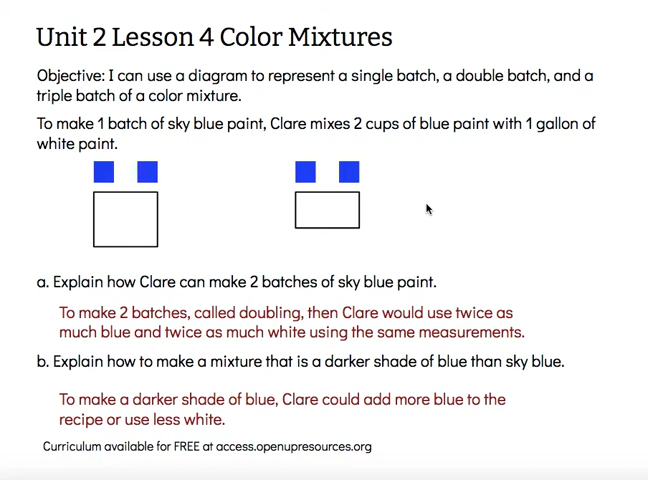 Unit 2 Lesson 4 Color Mixtures
Objective: I can use a diagram to represent a single batch, a double batch, and a
triple batch of a color mixture.
To make 1 batch of sky blue paint, Clare mixes 2 cups of blue paint with 1 gallon of
white paint.
a. Explain how Clare can make 2 batches of sky blue paint.
To make 2 batches, called doubling, then Clare would use twice as
much blue and twice as much white using the same measurements.
b. Explain how to make a mixture that is a darker shade of blue than sky blue.
To make a darker shade of blue, Clare could add more blue to the
recipe or use less white.
Curriculum available for FREE at access.openupresources.org